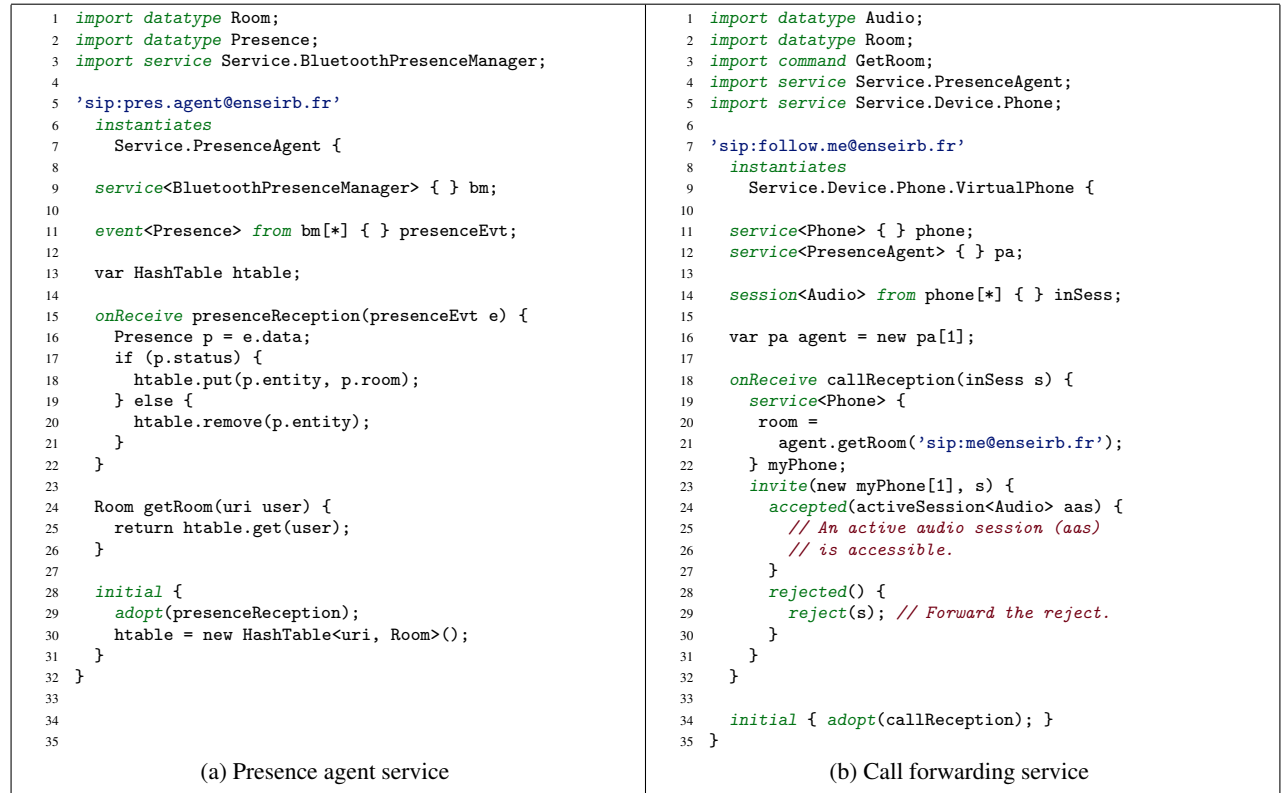 1 import datatype Room;
2 import datatype Presence;
3 import service Service.BluetoothPresenceManager;
4
5 'sip:pres.agent@enseirb.fr'
6   instantiates
7     Service.PresenceAgent {
8
9   service<BluetoothPresenceManager> { } bm;
10
11   event<Presence> from bm[*] { } presenceEvt;
12
13   var HashTable htable;
14
15   onReceive presenceReception(presenceEvt e) {
16     Presence p = e.data;
17     if (p.status) {
18       htable.put(p.entity, p.room);
19     } else {
20       htable.remove(p.entity);
21     }
22   }
23
24   Room getRoom(uri user) {
25     return htable.get(user);
26   }
27
28   initial {
29     adopt(presenceReception);
30     htable = new HashTable<uri, Room>();
31   }
32 }
33
34
35
(a) Presence agent service
1 import datatype Audio;
2 import datatype Room;
3 import command GetRoom;
4 import service Service.PresenceAgent;
5 import service Service.Device.Phone;
6
7 'sip:follow.me@enseirb.fr'
8   instantiates
9     Service.Device.Phone.VirtualPhone {
10
11   service<Phone> { } phone;
12   service<PresenceAgent> { } pa;
13
14   session<Audio> from phone[*] { } inSess;
15
16   var pa agent = new pa[1];
17
18   onReceive callReception(inSess s) {
19     service<Phone> {
20      room =
21        agent.getRoom('sip:me@enseirb.fr');
22     } myPhone;
23     invite(new myPhone[1], s) {
24       accepted(activeSession<Audio> aas) {
25         // An active audio session (aas)
26         // is accessible.
27       }
28       rejected() {
29         reject(s); // Forward the reject.
30       }
31     }
32   }
33
34   initial { adopt(callReception); }
35 }
(b) Call forwarding service